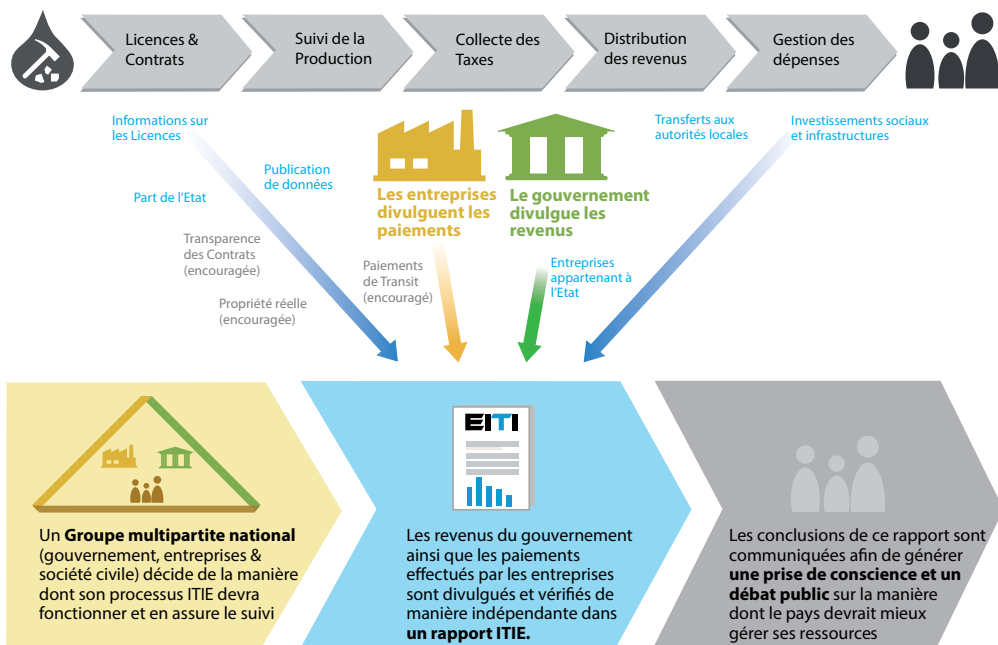 Licences &
Contrats
Suivi de la
Production
Collecte des
Taxes
Distribution
des revenus
Gestion des
dépenses
Informations sur
les Licences
Part de l'Etat
Publication
de données
Transparence
des Contrats
(encouragée)
Propriété réelle
(encouragée)
Les entreprises
divulguent les
paiements
Paiements
de Transit
(encouragé)
Le gouvernement
divulgue les
revenus
Entreprises
appartenant à
l'Etat
Transferts aux
autorités locales
Investissements sociaux
et infrastructures
Un Groupe multipartite national
(gouvernement, entreprises &
société civile) décide de la manière
dont son processus ITIE devra
fonctionner et en assure le suivi
EITI
Les revenus du gouvernement
ainsi que les paiements
effectués par les entreprises
sont divulgués et vérifiés de
manière indépendante dans
un rapport ITIE.
Les conclusions de ce rapport sont
communiquées afin de générer
une prise de conscience et un
débat public sur la manière
dont le pays devrait mieux
gérer ses ressources